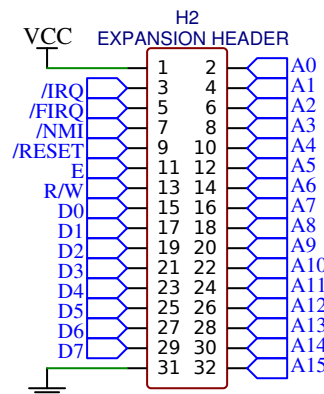 H2
EXPANSION HEADER
VCC
1 2 A0
/IRQ 3 4 A1
/FIRQ 5 6 A2
/NMI 7 8 A3
/RESET 9 10 A4
E 11 12 A5
R/W 13 14 A6
D0 15 16 A7
D1 17 18 A8
D2 19 20 A9
D3 21 22 A10
D4 23 24 A11
D5 25 26 A12
D6 27 28 A13
D7 29 30 A14
31 32 A15